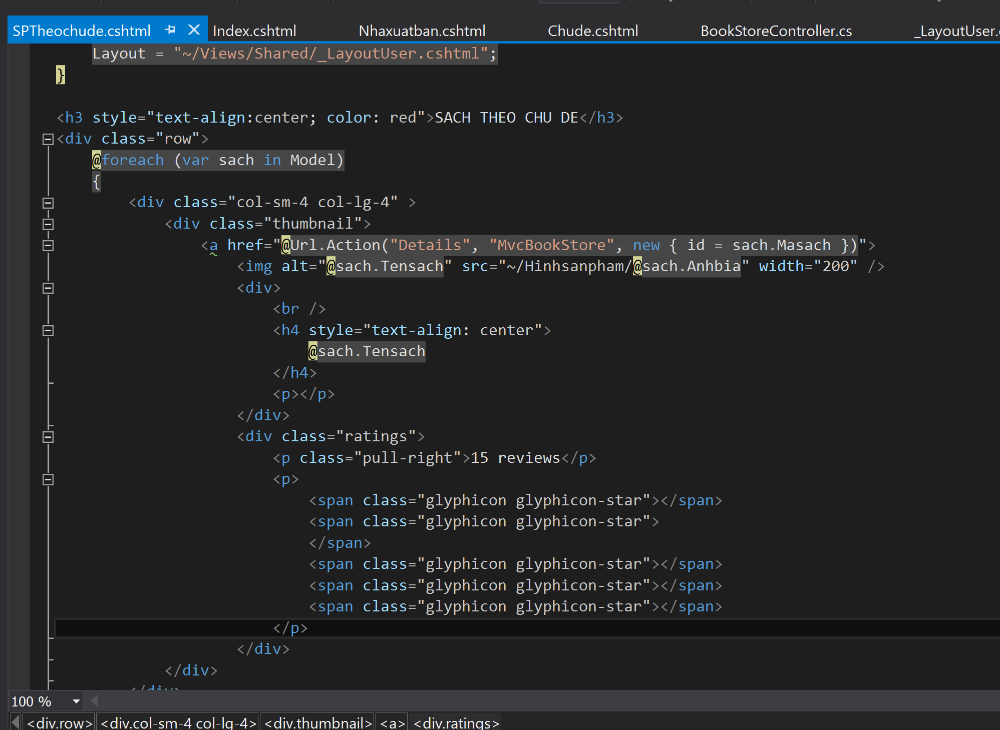 SPTheochude.cshtml Index.cshtml Nhaxuatban.cshtml Chude.cshtml BookStoreController.cs _LayoutUser.
Layout = "~/Views/Shared/_LayoutUser.cshtml";
}
<h3 style="text-align:center; color: red">SACH THEO CHU DE</h3>
<div class="row">
@foreach (var sach in Model)
{
<div class="col-sm-4 col-lg-4" >
<div class="thumbnail">
<a href="@Url.Action("Details", "MvcBookStore", new { id = sach.Masach })">
<img alt="@sach.Tensach" src="~/Hinhsanpham/@sach.Anhbia" width="200" />
<div>
<br />
<h4 style="text-align: center">
@sach.Tensach
</h4>
<p></p>
</div>
<div class="ratings">
<p class="pull-right">15 reviews</p>
<p>
<span class="glyphicon glyphicon-star"></span>
<span class="glyphicon glyphicon-star">
</span>
<span class="glyphicon glyphicon-star"></span>
<span class="glyphicon glyphicon-star"></span>
<span class="glyphicon glyphicon-star"></span>
</p>
</div>
</div>
</div>
100 %
<div.row> <div.col-sm-4 col-lg-4> <div.thumbnail> <a> <div.ratings>